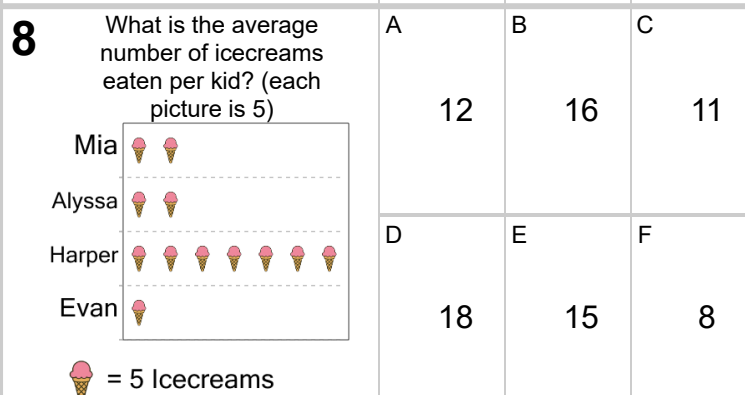 8
What is the average
number of icecreams
eaten per kid? (each
picture is 5)
Mia
Alyssa
Harper
Evan
= 5 Icecreams
A
12
B
16
C
11
D
18
E
15
F
8